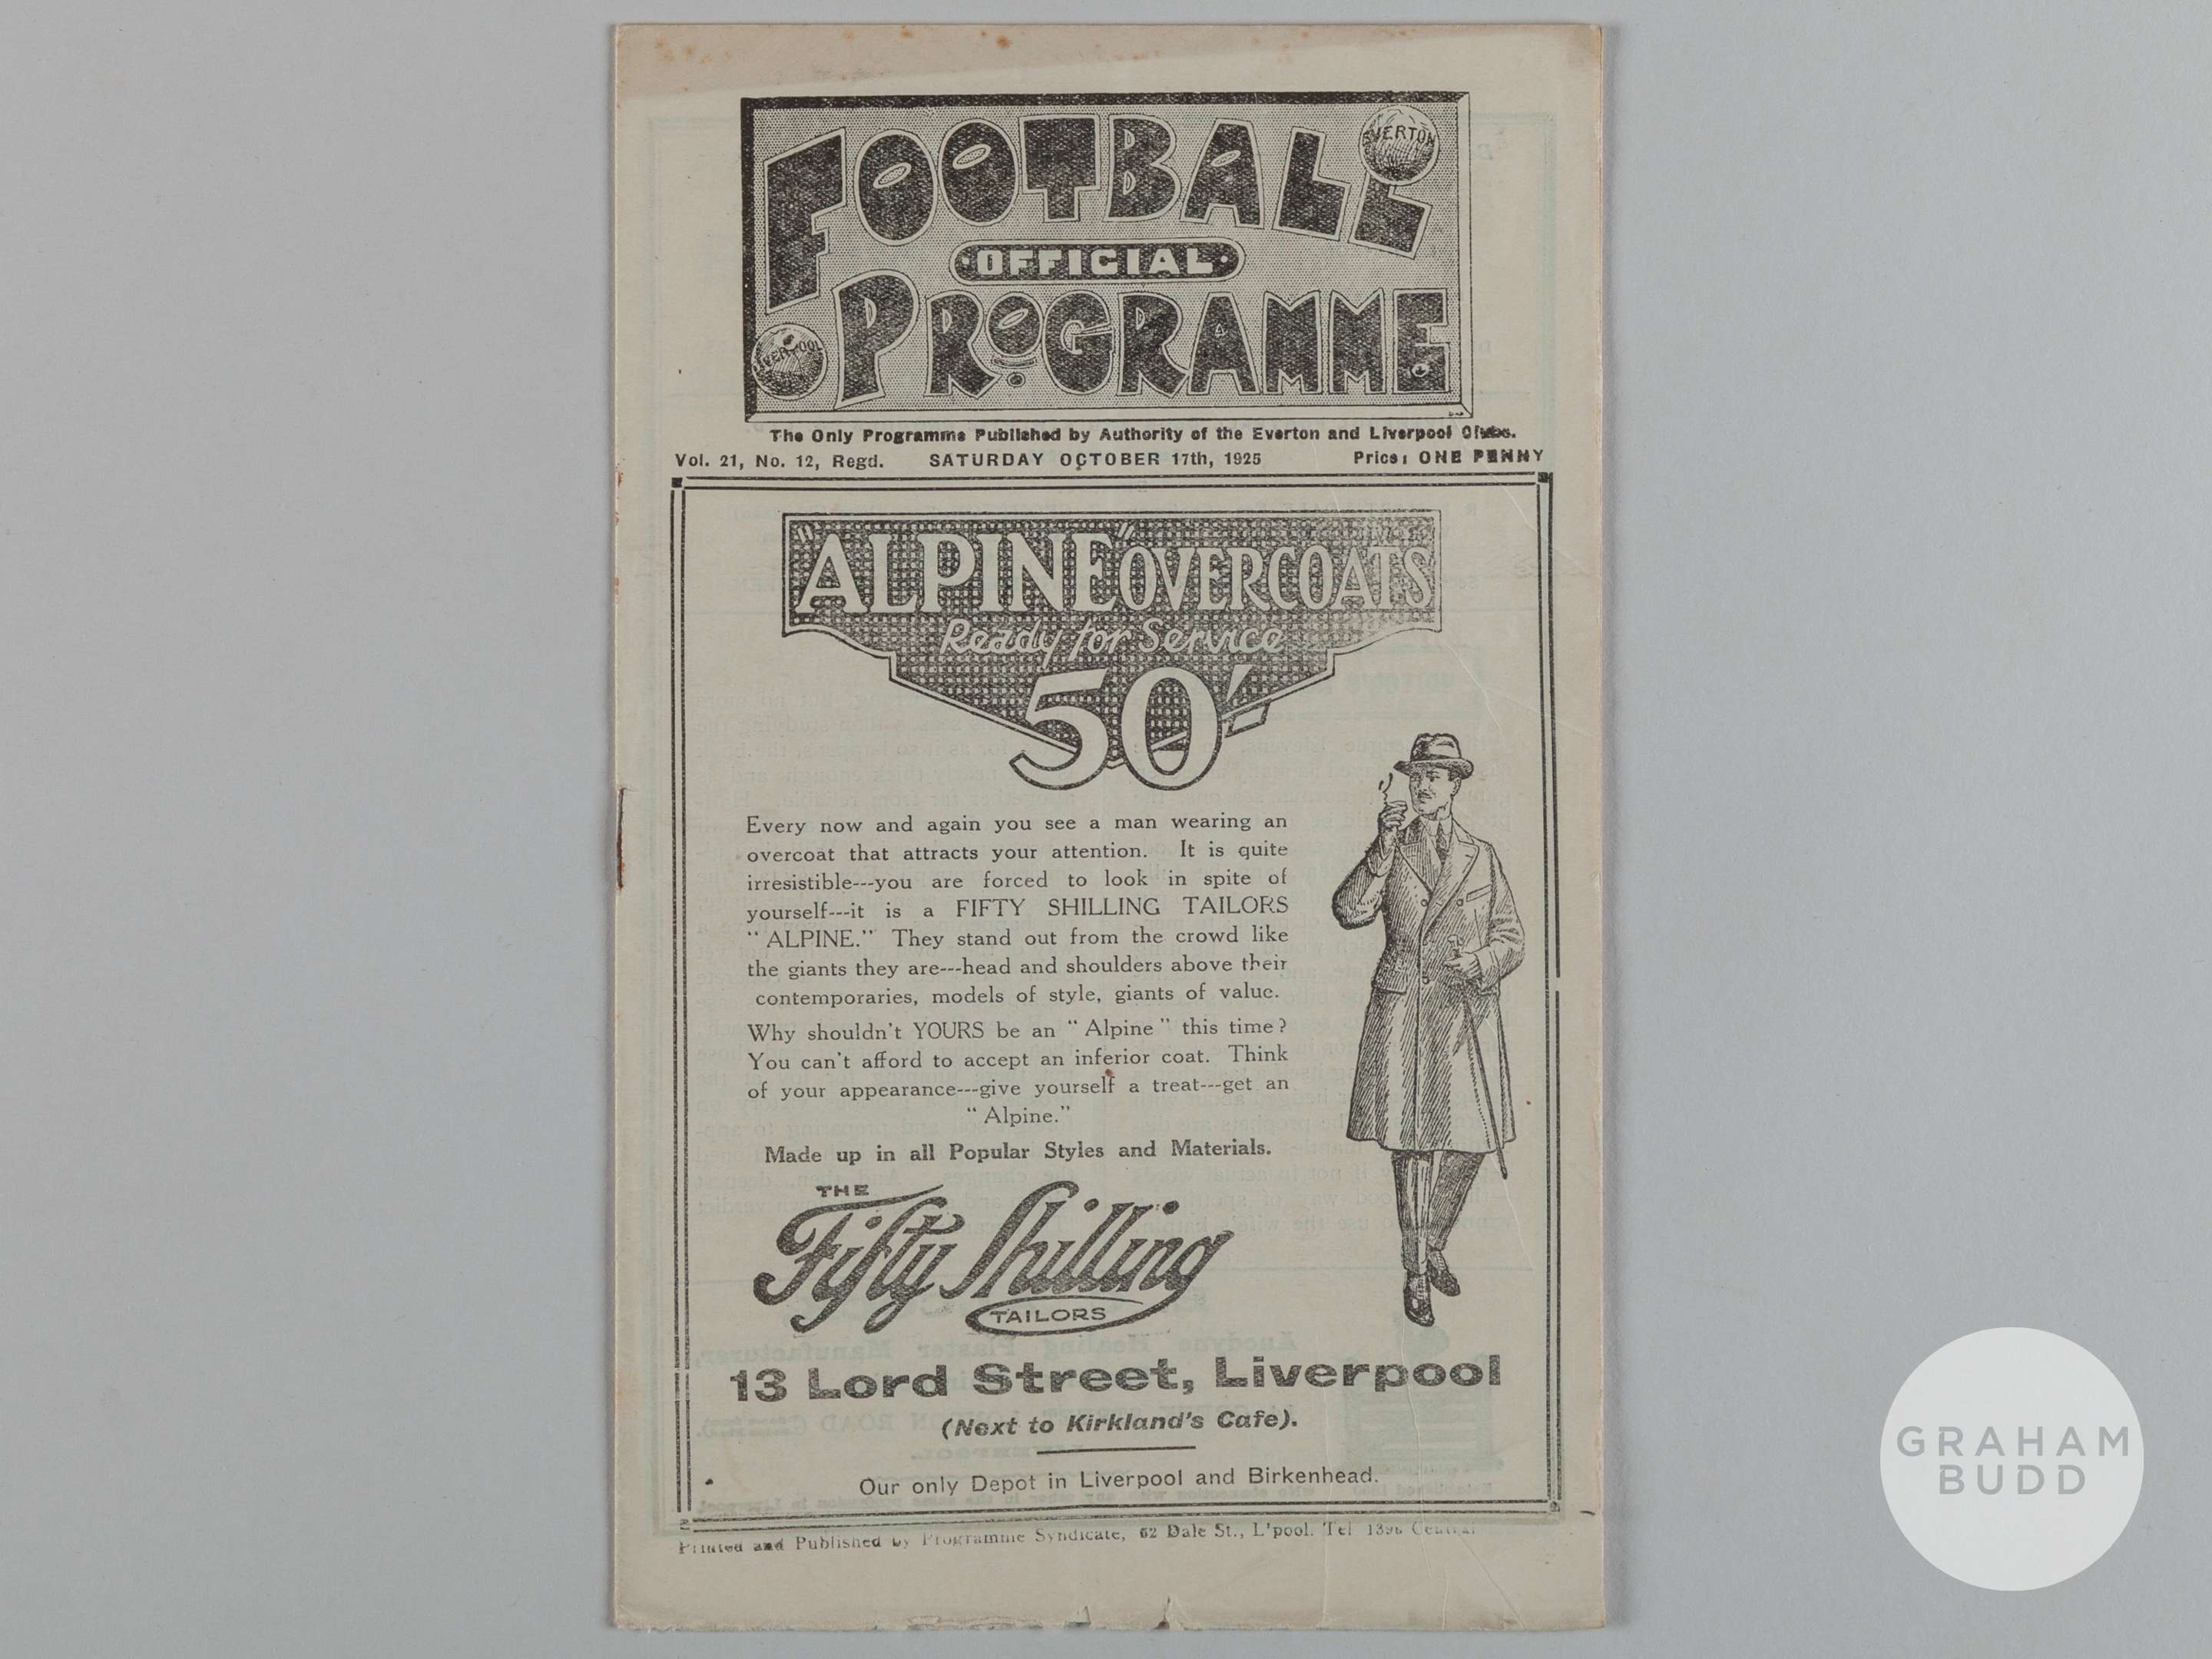 FOOTBALL
EVERTON
OFFICIAL
PROGRAMME
LIVERPOOL
The Only Programme Published by Authority of the Everton and Liverpool Clubs.
Vol. 21, No. 12, Regd. SATURDAY OCTOBER 17th, 1925 Price: ONE PENNY
"ALPINE" OVERCOATS
Ready for Service
50/-
Every now and again you see a man wearing an
overcoat that attracts your attention. It is quite
irresistible---you are forced to look in spite of
yourself---it is a FIFTY SHILLING TAILORS
"ALPINE." They stand out from the crowd like
the giants they are---head and shoulders above their
contemporaries, models of style, giants of value.
Why shouldn't YOURS be an "Alpine" this time?
You can't afford to accept an inferior coat. Think
of your appearance---give yourself a treat---get an
"Alpine."
Made up in all Popular Styles and Materials.
THE
Fifty Shilling
TAILORS
13 Lord Street, Liverpool
(Next to Kirkland's Cafe).
Our only Depot in Liverpool and Birkenhead.
Printed and Published by Programme Syndicate, 62 Dale St., L'pool. Tel 1396 Central
GRAHAM
BUDD